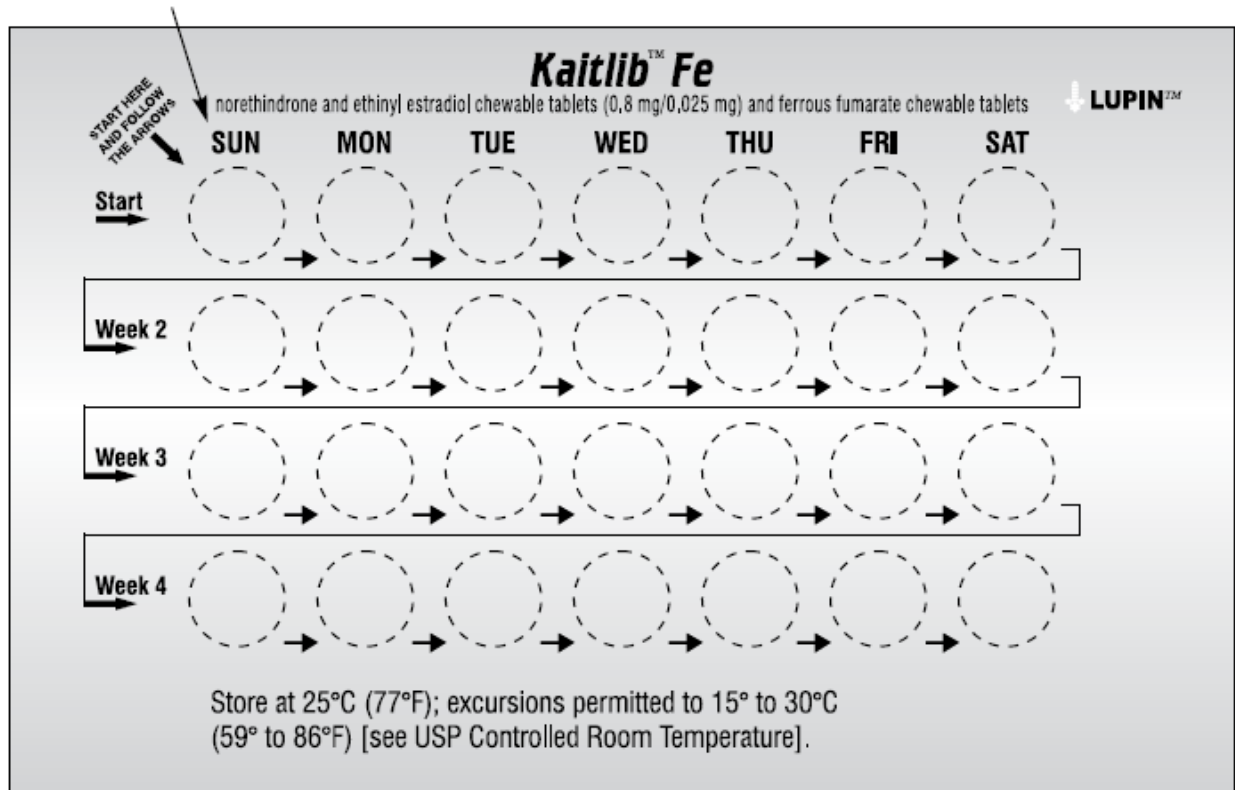 Kaitlib™ Fe
norethindrone and ethinyl estradiol chewable tablets (0.8 mg/0.025 mg) and ferrous fumarate chewable tablets
LUPIN™
START HERE
AND FOLLOW
THE ARROWS
SUN MON TUE WED THU FRI SAT
Start
Week 2
Week 3
Week 4
Store at 25°C (77°F); excursions permitted to 15° to 30°C
(59° to 86°F) [see USP Controlled Room Temperature].